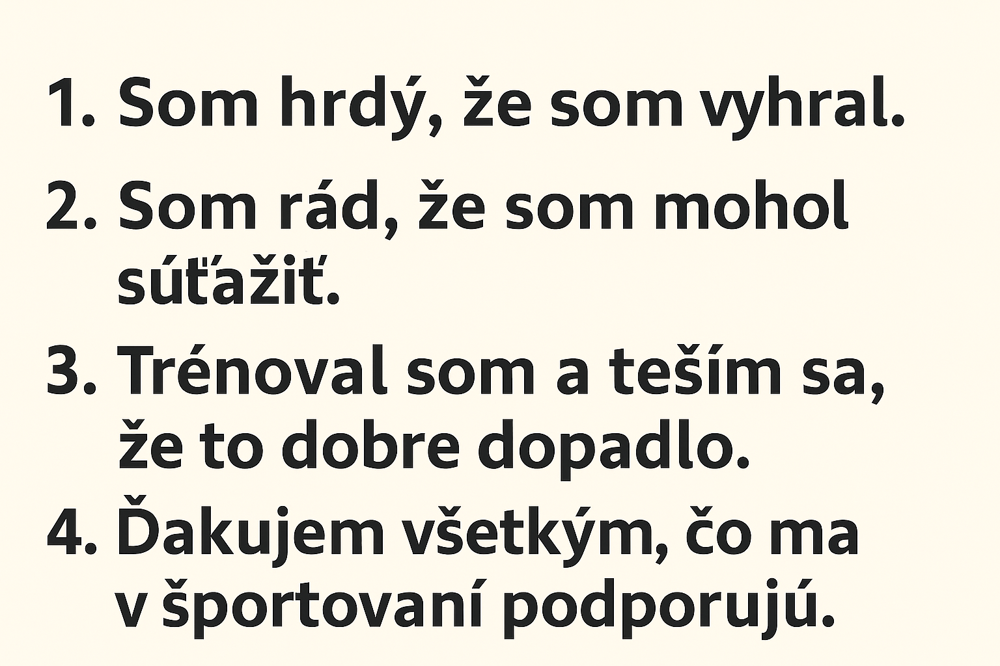 1. Som hrdý, že som vyhral.
2. Som rád, že som mohol
súťažiť.
3. Trénoval som a teším sa,
že to dobre dopadlo.
4. Ďakujem všetkým, čo ma
v športovaní podporujú.